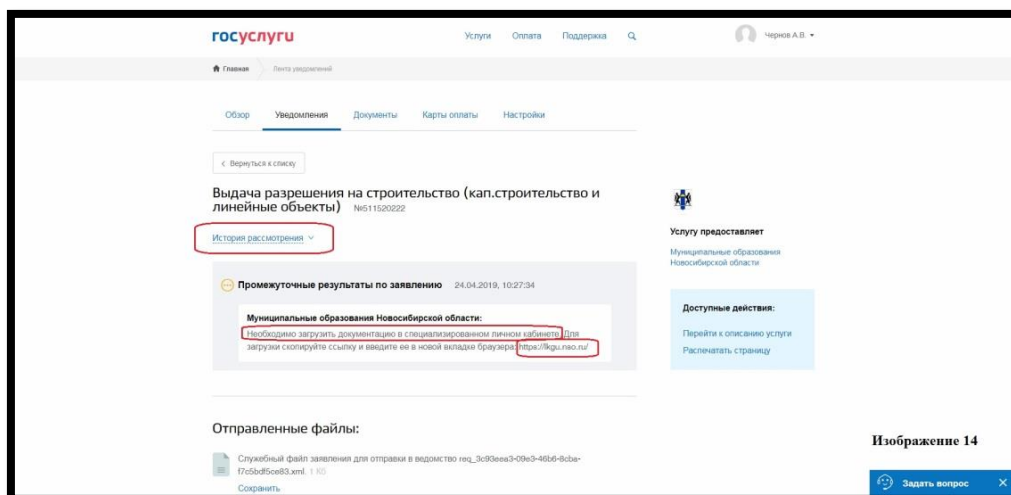 госуслуги
Услуги Оплата Поддержка
Чернов А.В.
Главная Лента уведомлений
Обзор Уведомления Документы Карты оплаты Настройки
Вернуться к списку
Выдача разрешения на строительство (кап.строительство и
линейные объекты) №511520222
История рассмотрения
Услугу предоставляет
Муниципальные образования
Новосибирской области
Промежуточные результаты по заявлению 24.04.2019, 10:27:34
Муниципальные образования Новосибирской области:
Необходимо загрузить документацию в специализированном личном кабинете. Для
загрузки скопируйте ссылку и введите ее в новой вкладке браузера: https://lkgu.nso.ru/
Доступные действия:
Перейти к описанию услуги
Распечатать страницу
Отправленные файлы:
Служебный файл заявления для отправки в ведомство req_3c93eea3-09e3-46b6-8cba-
f7c5bdf5ce83.xml 1 Кб
Сохранить
Изображение 14
Задать вопрос